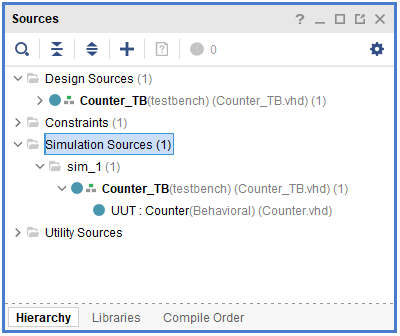 Sources
? _ □ ⧉ ✕
? 0
Design Sources (1)
Counter_TB(testbench) (Counter_TB.vhd) (1)
Constraints (1)
Simulation Sources (1)
sim_1 (1)
Counter_TB(testbench) (Counter_TB.vhd) (1)
UUT : Counter(Behavioral) (Counter.vhd)
Utility Sources
Hierarchy Libraries Compile Order